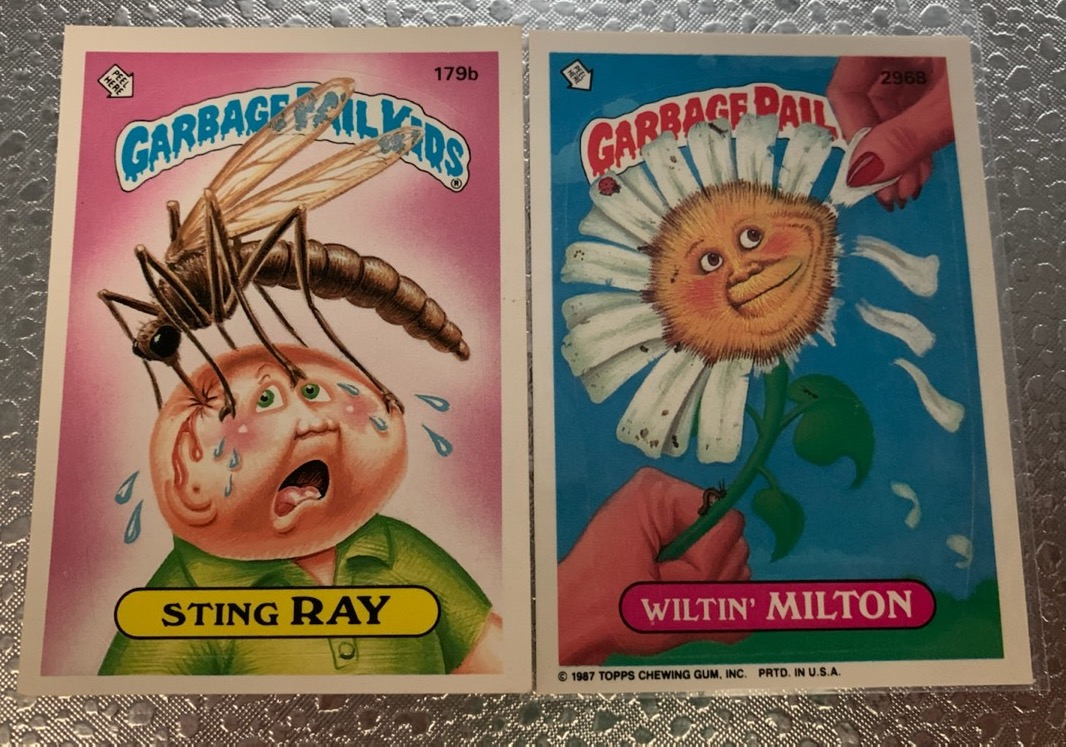 PEEL HERE
179b
GARBAGE PAIL KIDS
®
STING RAY
PEEL HERE
296B
GARBAGE PAIL
WILTIN' MILTON
© 1987 TOPPS CHEWING GUM, INC. PRTD. IN U.S.A.